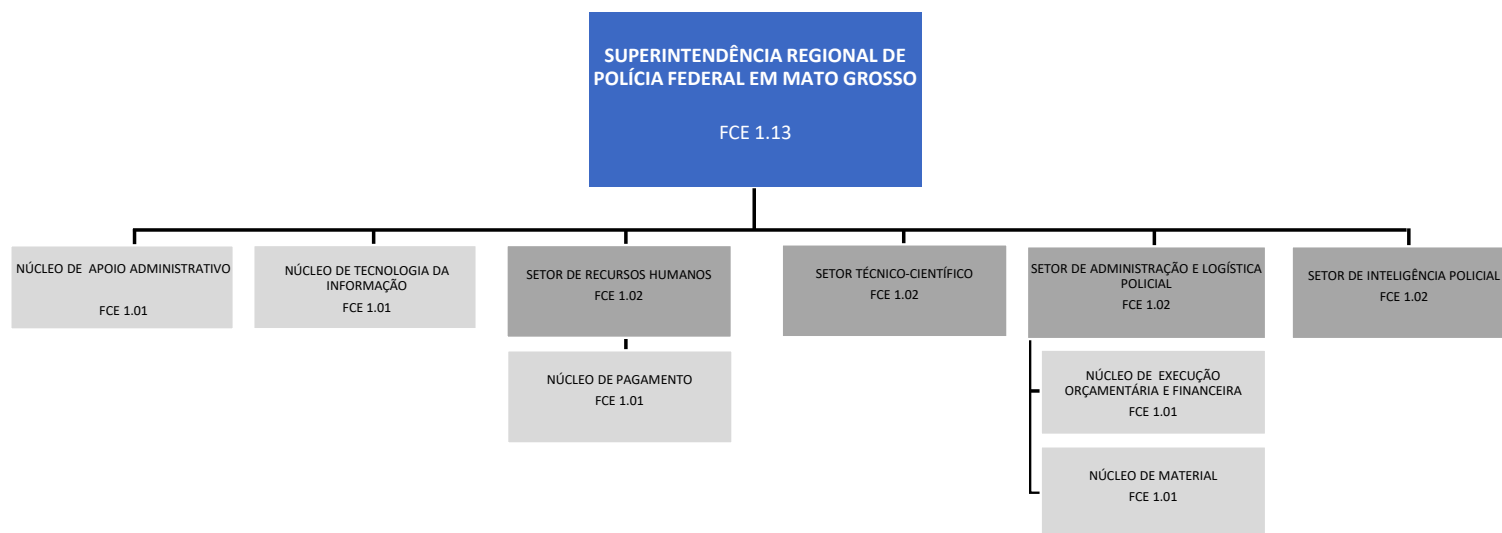 SUPERINTENDÊNCIA REGIONAL DE
POLÍCIA FEDERAL EM MATO GROSSO
FCE 1.13
NÚCLEO DE APOIO ADMINISTRATIVO
FCE 1.01
NÚCLEO DE TECNOLOGIA DA
INFORMAÇÃO
FCE 1.01
SETOR DE RECURSOS HUMANOS
FCE 1.02
SETOR TÉCNICO-CIENTÍFICO
FCE 1.02
SETOR DE ADMINISTRAÇÃO E LOGÍSTICA
POLICIAL
FCE 1.02
SETOR DE INTELIGÊNCIA POLICIAL
FCE 1.02
NÚCLEO DE PAGAMENTO
FCE 1.01
NÚCLEO DE EXECUÇÃO
ORÇAMENTÁRIA E FINANCEIRA
FCE 1.01
NÚCLEO DE MATERIAL
FCE 1.01